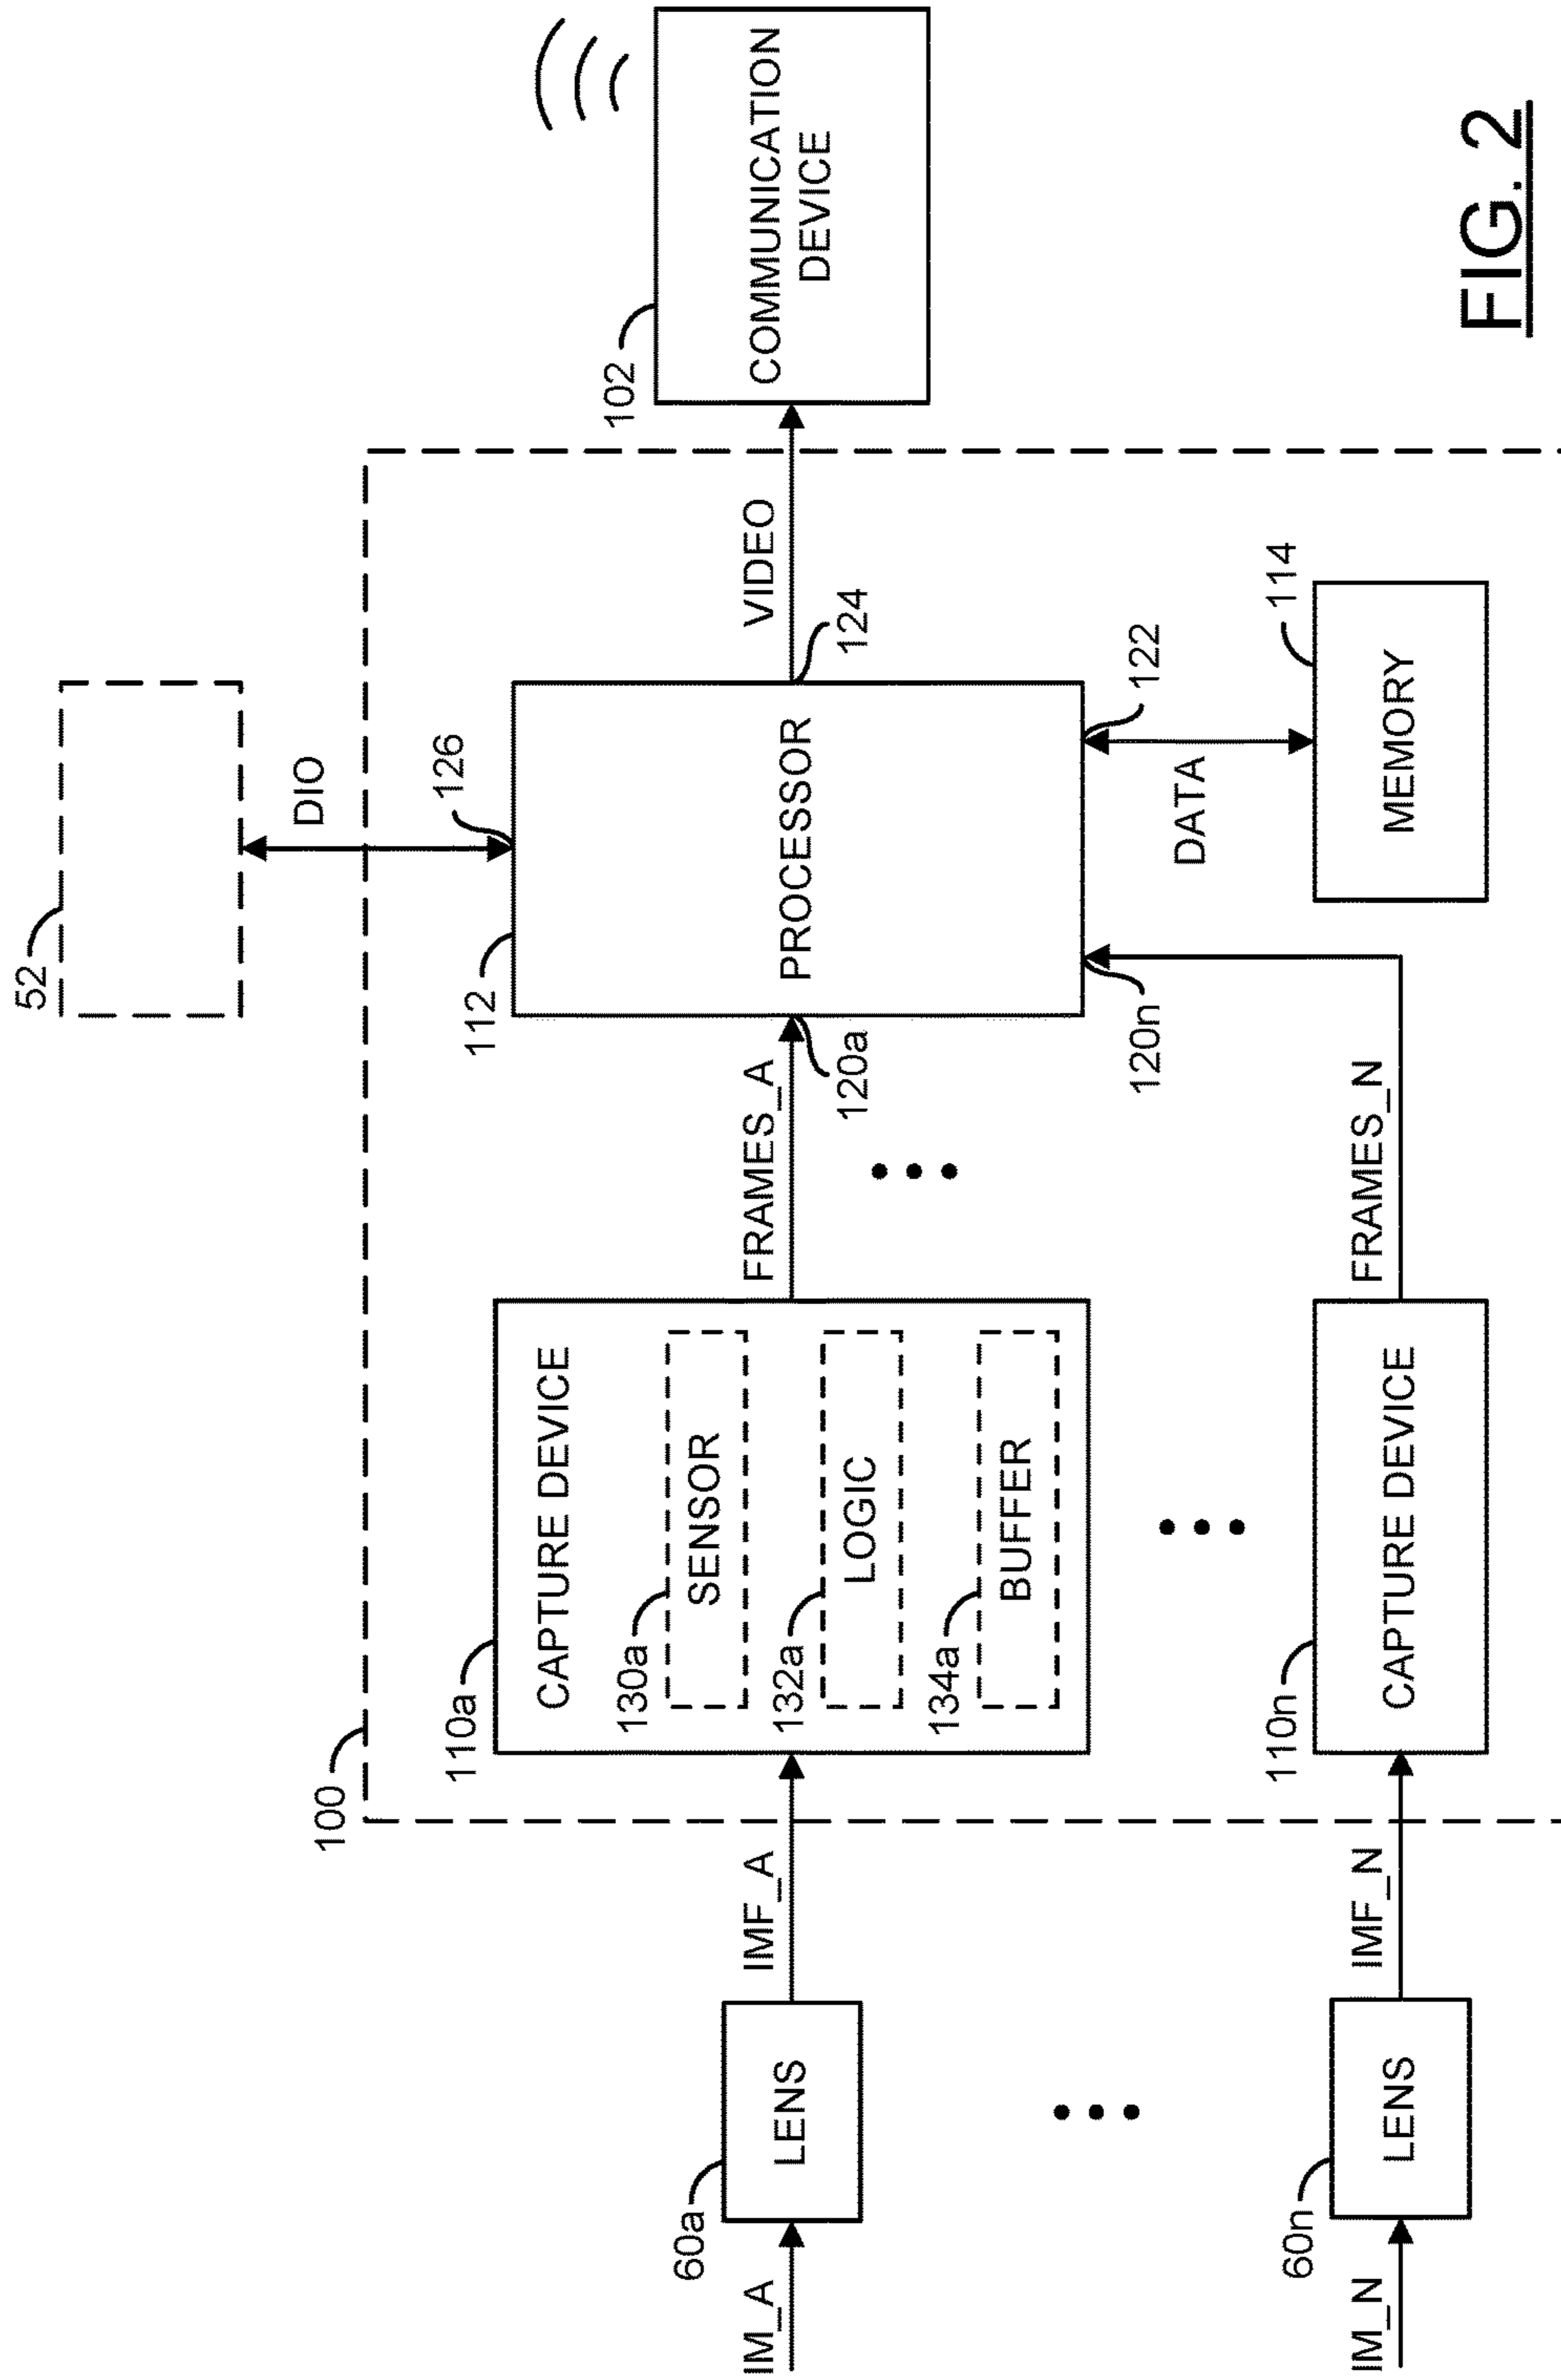 52
DIO
100
110a
CAPTURE DEVICE
130a
SENSOR
132a
LOGIC
134a
BUFFER
112
126
PROCESSOR
102
COMMUNICATION
DEVICE
IM_A
60a
LENS
IMF_A
FRAMES_A
120a
VIDEO
124
120n
122
DATA
114
MEMORY
IM_N
60n
LENS
IMF_N
110n
CAPTURE DEVICE
FRAMES_N
FIG. 2